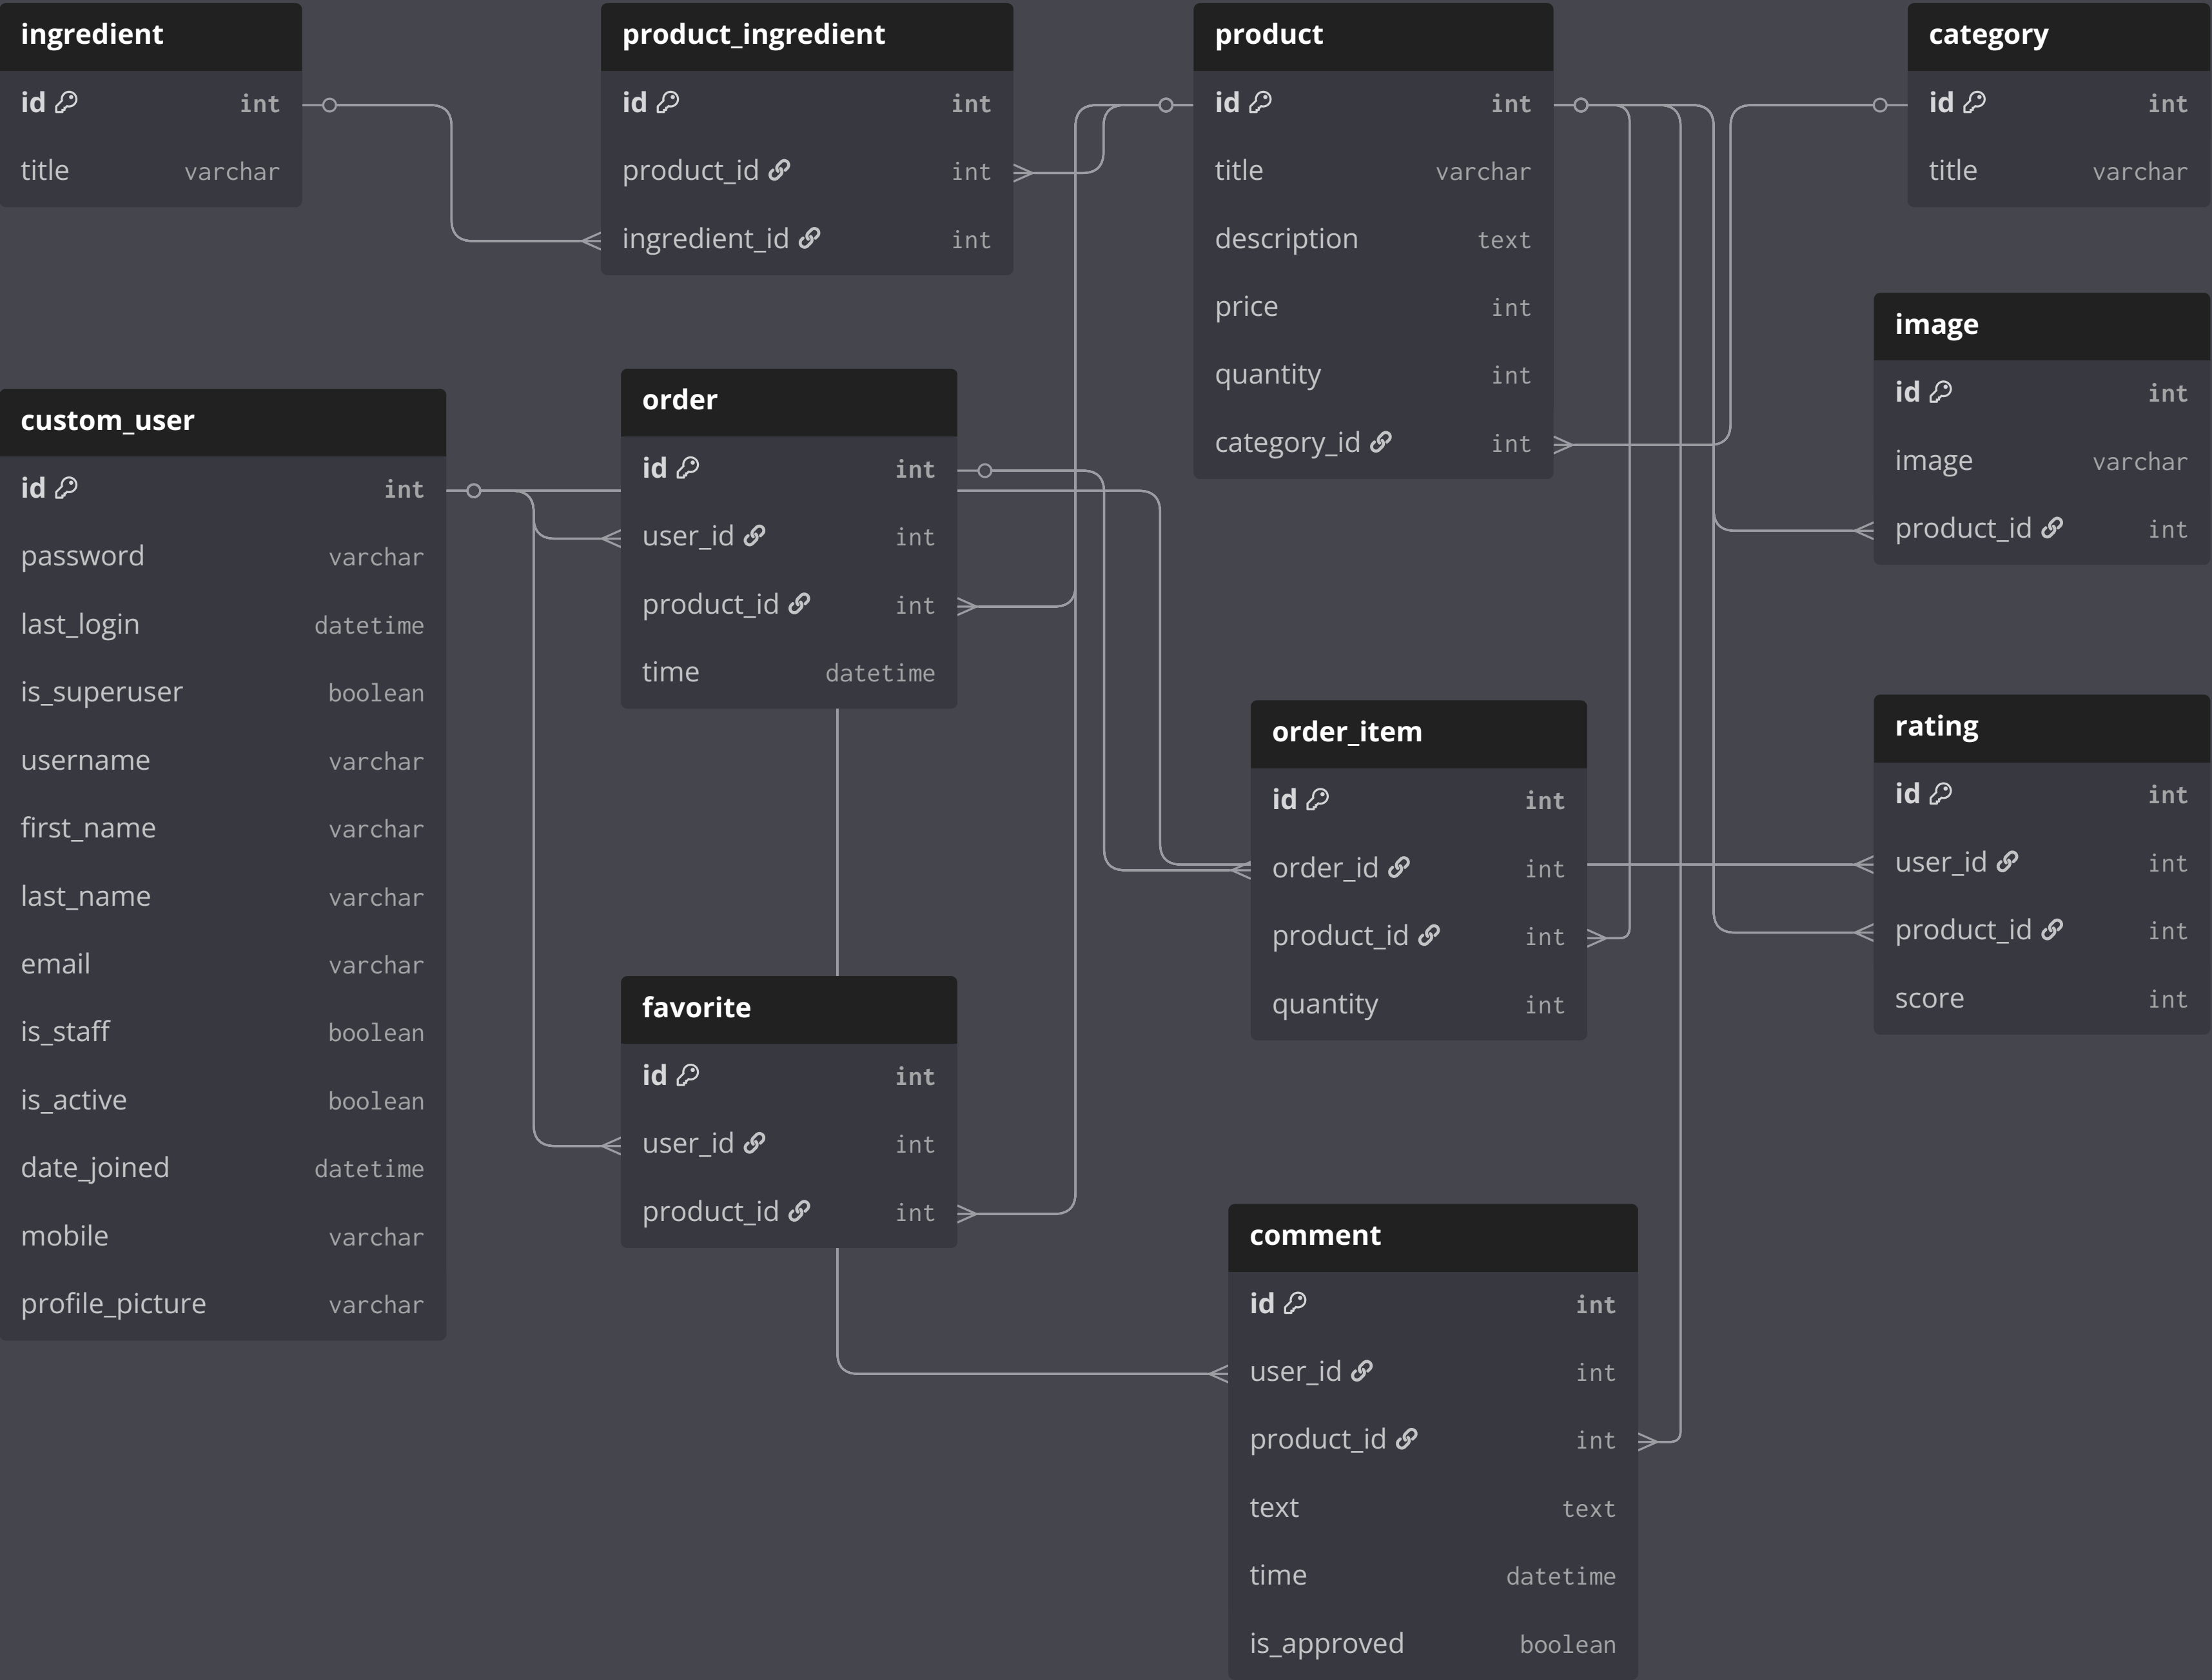 ingredient
id int
title varchar
product_ingredient
id int
product_id int
ingredient_id int
product
id int
title varchar
description text
price int
quantity int
category_id int
category
id int
title varchar
image
id int
image varchar
product_id int
custom_user
id int
password varchar
last_login datetime
is_superuser boolean
username varchar
first_name varchar
last_name varchar
email varchar
is_staff boolean
is_active boolean
date_joined datetime
mobile varchar
profile_picture varchar
order
id int
user_id int
product_id int
time datetime
order_item
id int
order_id int
product_id int
quantity int
rating
id int
user_id int
product_id int
score int
favorite
id int
user_id int
product_id int
comment
id int
user_id int
product_id int
text text
time datetime
is_approved boolean